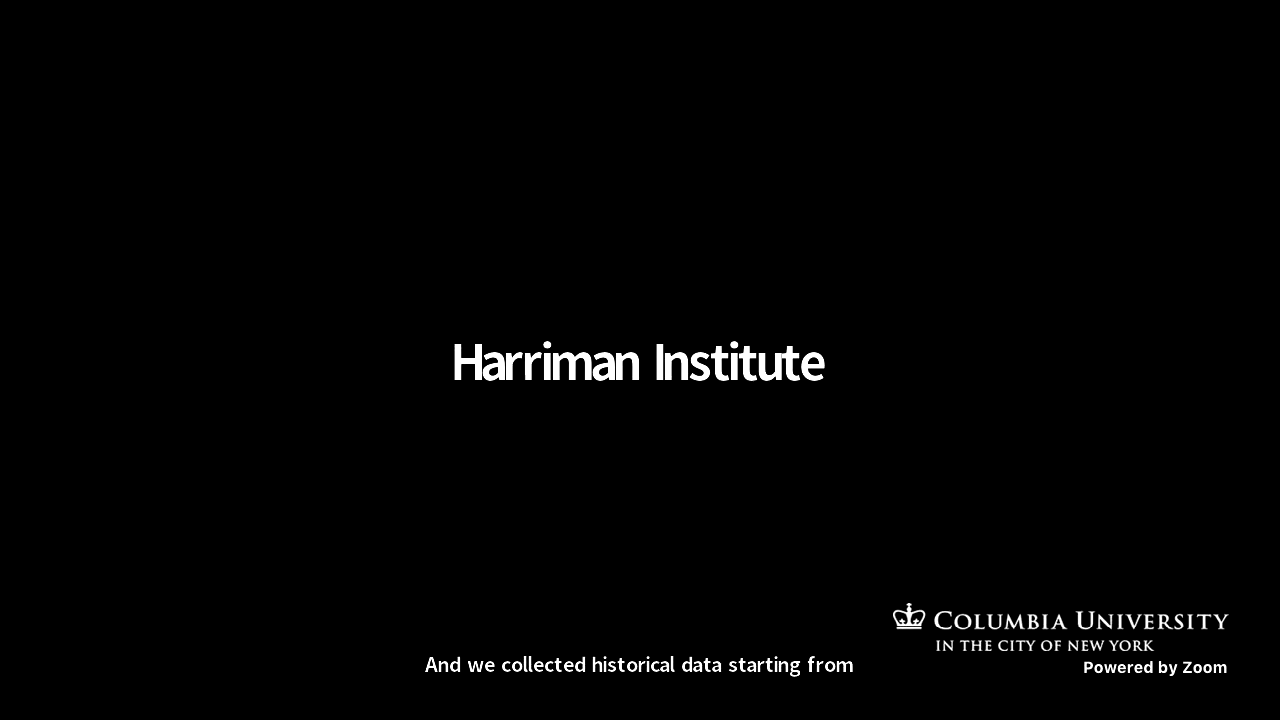 Harriman Institute
COLUMBIA UNIVERSITY
IN THE CITY OF NEW YORK
And we collected historical data starting from
Powered by Zoom